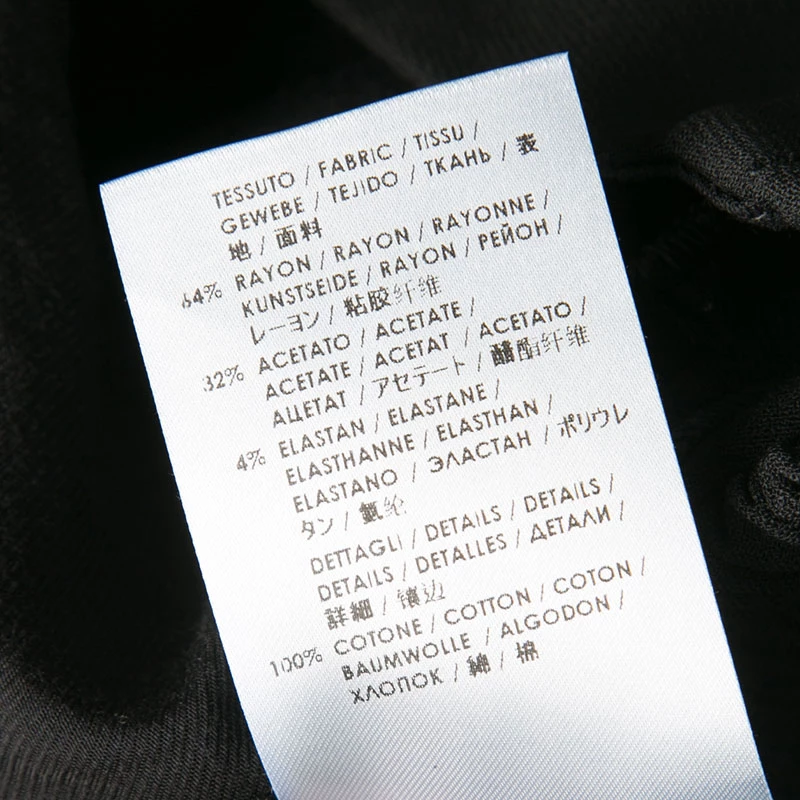 TESSUTO / FABRIC / TISSU /
GEWEBE / TEJIDO / ТКАНЬ / 表
地 / 面料
64% RAYON / RAYON / RAYONNE /
KUNSTSEIDE / RAYON / РЕЙОН /
レーヨン / 粘胶纤维
32% ACETATO / ACETATE /
ACETATE / ACETAT / ACETATO /
АЦЕТАТ / アセテート / 醋酯纤维
4% ELASTAN / ELASTANE /
ELASTHANNE / ELASTHAN /
ELASTANO / ЭЛАСТАН / ポリウレ
タン / 氨纶
DETTAGLI / DETAILS / DETAILS /
DETAILS / DETALLES / ДЕТАЛИ /
詳細 / 镶边
100% COTONE / COTTON / COTON /
BAUMWOLLE / ALGODON /
ХЛОПОК / 綿 / 棉